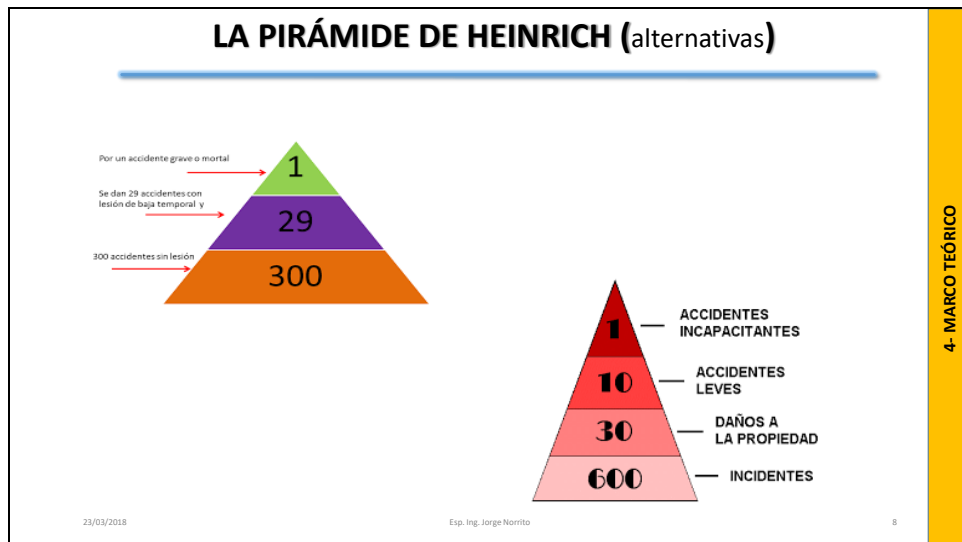 LA PIRÁMIDE DE HEINRICH (alternativas)
Por un accidente grave o mortal
1
Se dan 29 accidentes con
lesión de baja temporal y
29
300 accidentes sin lesión
300
1
ACCIDENTES
INCAPACITANTES
10
ACCIDENTES
LEVES
30
DAÑOS A
LA PROPIEDAD
600
INCIDENTES
4- MARCO TEÓRICO
23/03/2018
Esp. Ing. Jorge Norrito
8